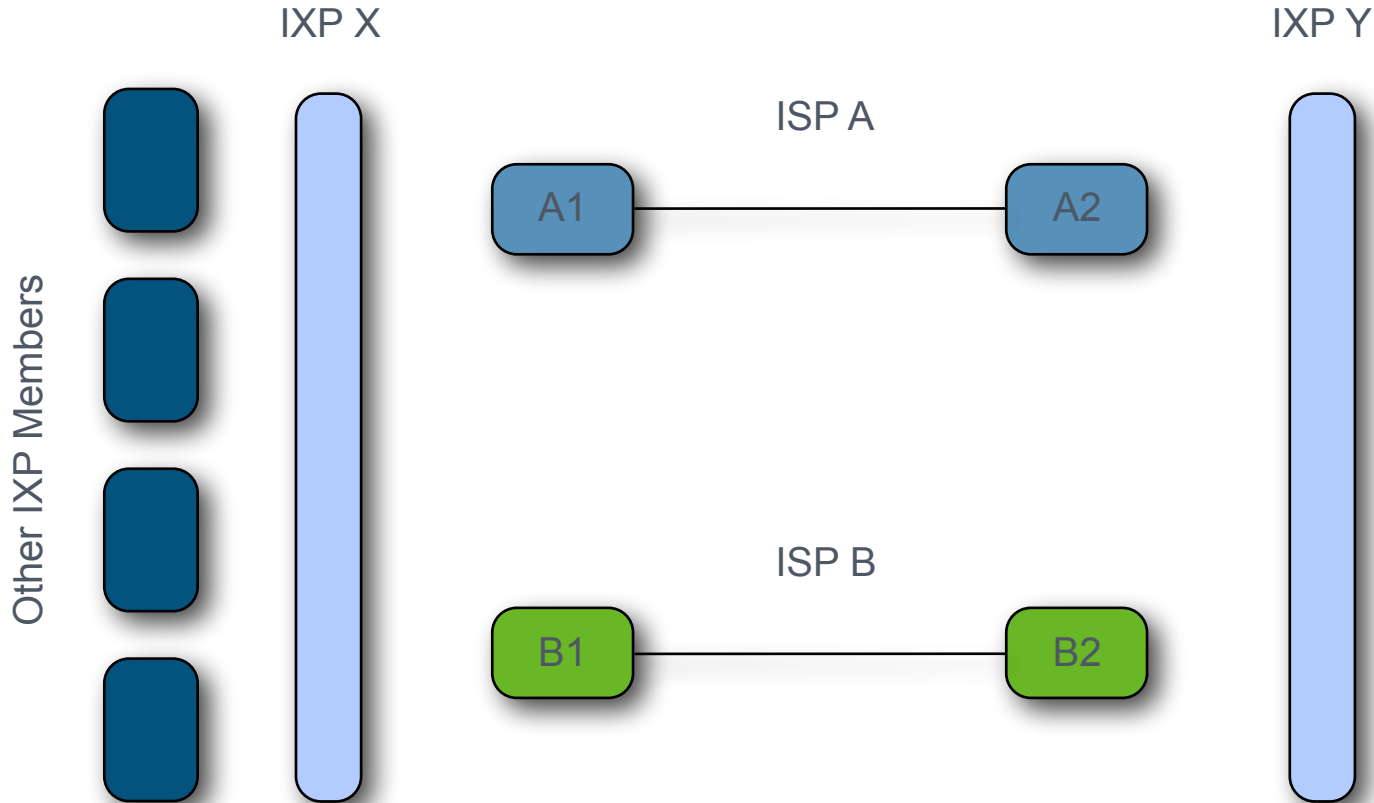 IXP X
IXP Y
ISP A
A1
A2
Other IXP Members
ISP B
B1
B2